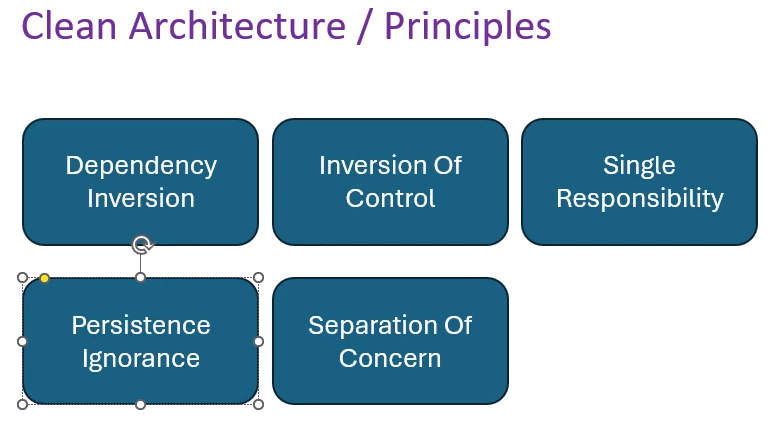 Clean Architecture / Principles
Dependency
Inversion
Inversion Of
Control
Single
Responsibility
Persistence
Ignorance
Separation Of
Concern